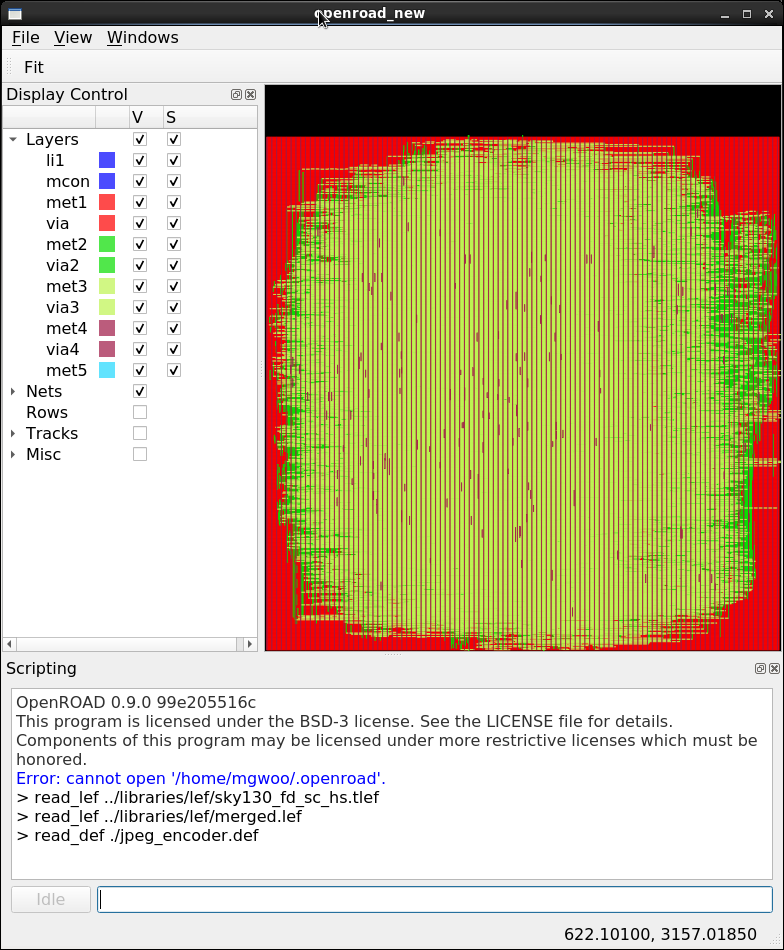 openroad_new
File View Windows
Fit
Display Control
V S
Layers
li1
mcon
met1
via
met2
via2
met3
via3
met4
via4
met5
Nets
Rows
Tracks
Misc
Scripting
OpenROAD 0.9.0 99e205516c
This program is licensed under the BSD-3 license. See the LICENSE file for details.
Components of this program may be licensed under more restrictive licenses which must be
honored.
Error: cannot open '/home/mgwoo/.openroad'.
> read_lef ../libraries/lef/sky130_fd_sc_hs.tlef
> read_lef ../libraries/lef/merged.lef
> read_def ./jpeg_encoder.def
Idle
622.10100, 3157.01850